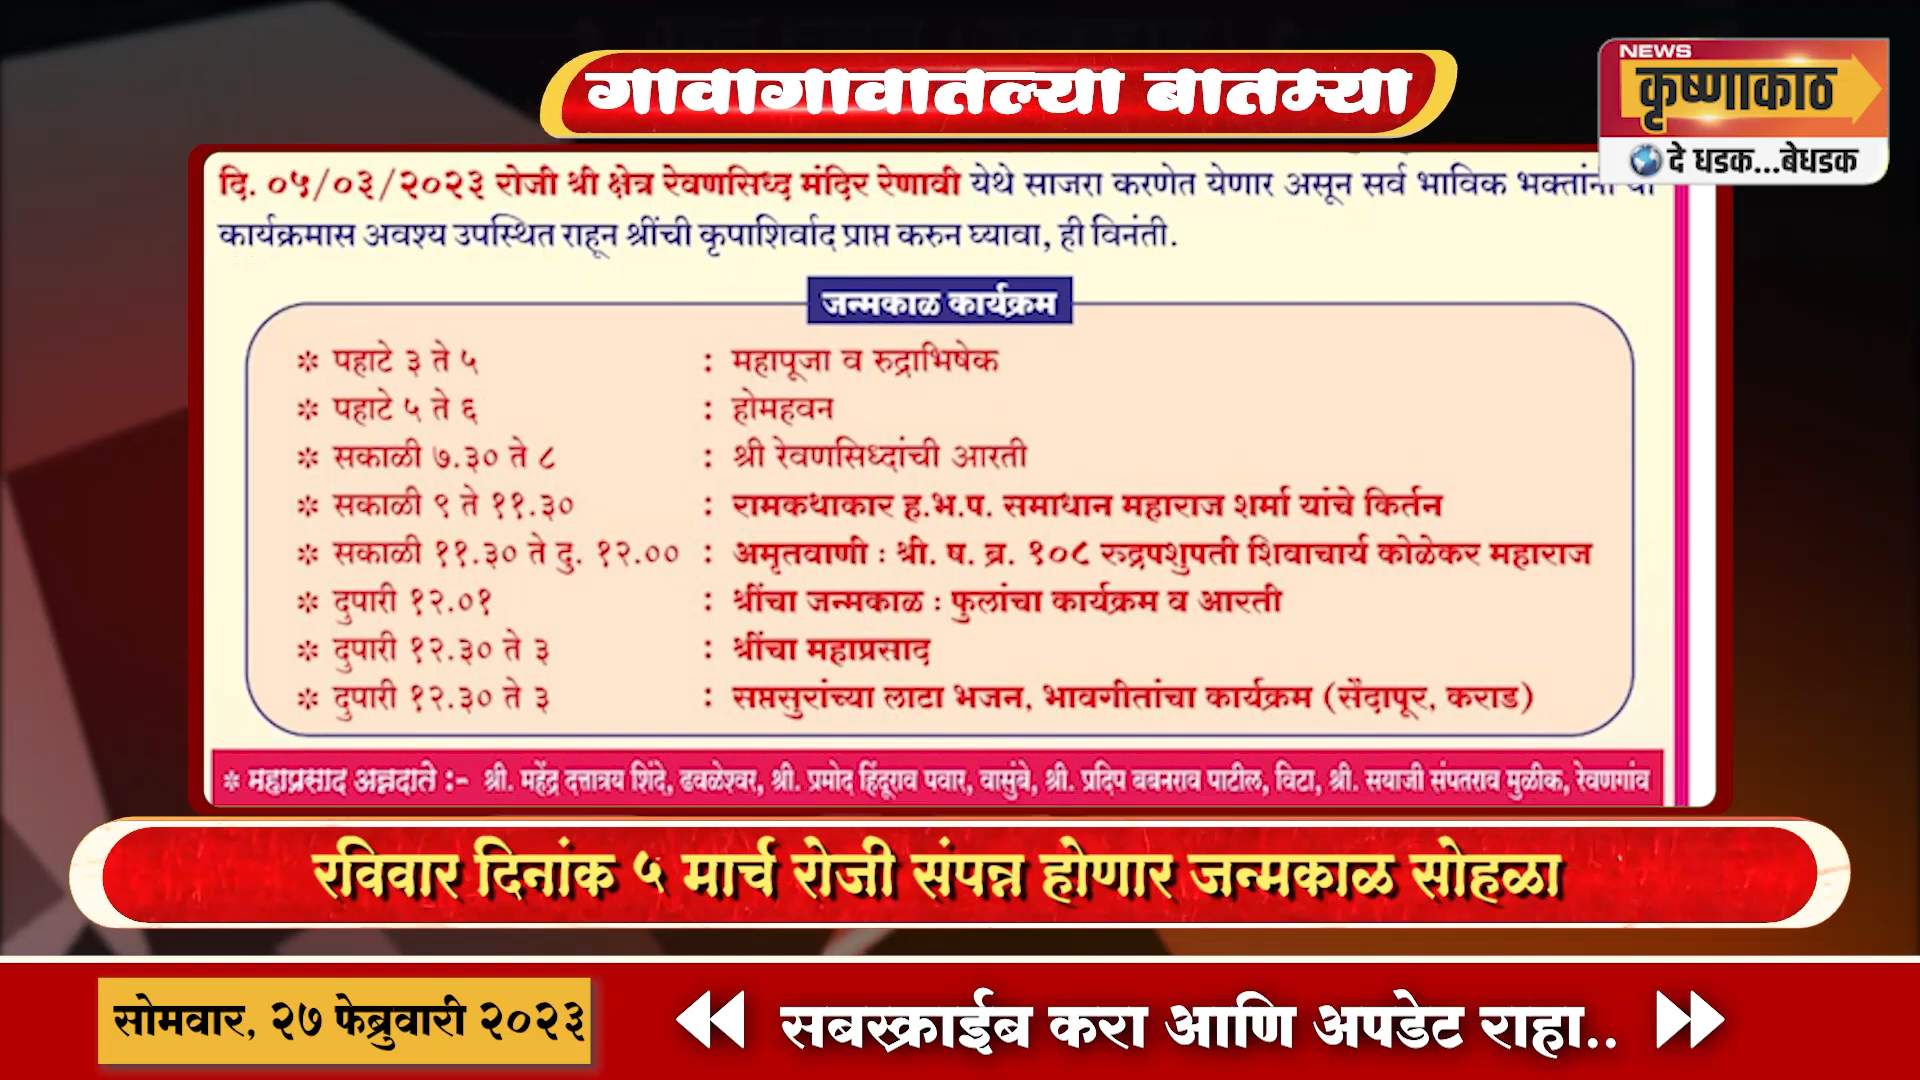 गावागावातल्या बातम्या
NEWS
कृष्णाकाठ
दे धडक...बेधडक
दि. ०५/०३/२०२३ रोजी श्री क्षेत्र रेवणसिध्द मंदिर रेणावी येथे साजरा करणेत येणार असून सर्व भाविक भक्तांनी
कार्यक्रमास अवश्य उपस्थित राहून श्रींची कृपाशिर्वाद प्राप्त करुन घ्यावा, ही विनंती.
जन्मकाळ कार्यक्रम
* पहाटे ३ ते ५ : महापूजा व रुद्राभिषेक
* पहाटे ५ ते ६ : होमहवन
* सकाळी ७.३० ते ८ : श्री रेवणसिध्दांची आरती
* सकाळी ९ ते ११.३० : रामकथाकार ह.भ.प. समाधान महाराज शर्मा यांचे किर्तन
* सकाळी ११.३० ते दु. १२.०० : अमृतवाणी : श्री. ष. ब्र. १०८ रुद्रपशुपती शिवाचार्य कोळेकर महाराज
* दुपारी १२.०१ : श्रींचा जन्मकाळ : फुलांचा कार्यक्रम व आरती
* दुपारी १२.३० ते ३ : श्रींचा महाप्रसाद
* दुपारी १२.३० ते ३ : सप्तसुरांच्या लाटा भजन, भावगीतांचा कार्यक्रम (सेंदापूर, कराड)
* महाप्रसाद अन्नदाते :- श्री. महेंद्र दत्तात्रय शिंदे, ढवळेश्वर, श्री. प्रमोद हिंदूराव पवार, वासुंबे, श्री. प्रदिप बबनराव पाटील, विटा, श्री. सयाजी संपतराव मुळीक, रेवणगांव
रविवार दिनांक ५ मार्च रोजी संपन्न होणार जन्मकाळ सोहळा
सोमवार, २७ फेब्रुवारी २०२३
सबस्क्राईब करा आणि अपडेट राहा..